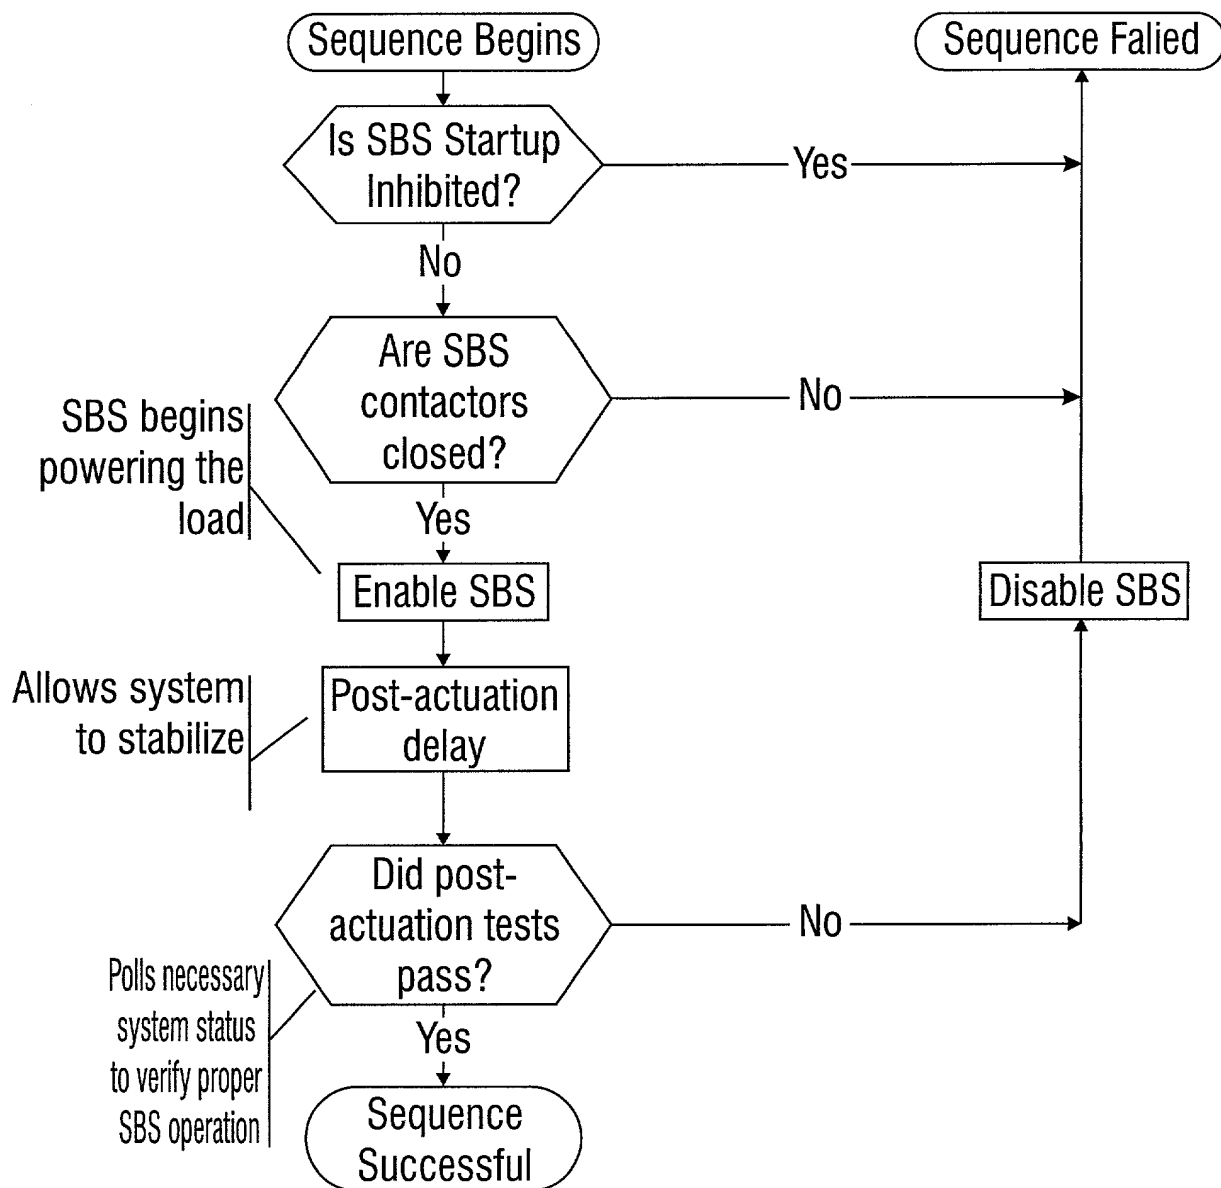 Sequence Begins
Sequence Falied
Is SBS Startup
Inhibited?
Yes
No
Are SBS
contactors
closed?
No
SBS begins
powering the
load
Yes
Enable SBS
Disable SBS
Allows system
to stabilize
Post-actuation
delay
Did post-
actuation tests
pass?
No
Polls necessary
system status
to verify proper
SBS operation
Yes
Sequence
Successful